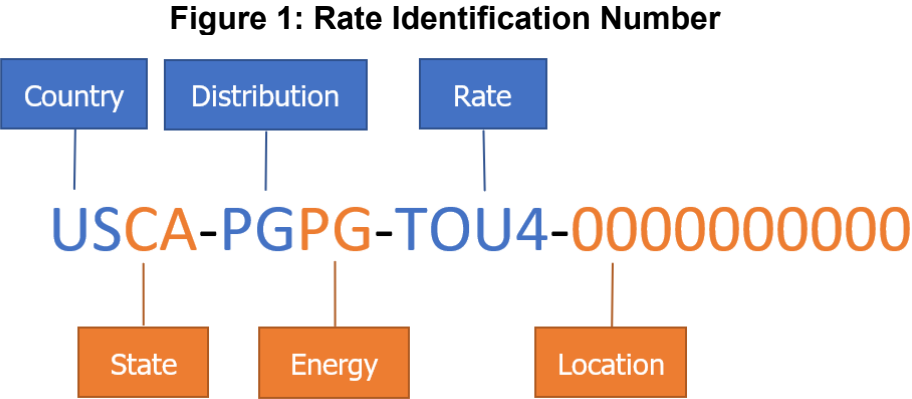 Figure 1: Rate Identification Number
Country Distribution Rate
USCA-PGPG-TOU4-0000000000
State Energy Location